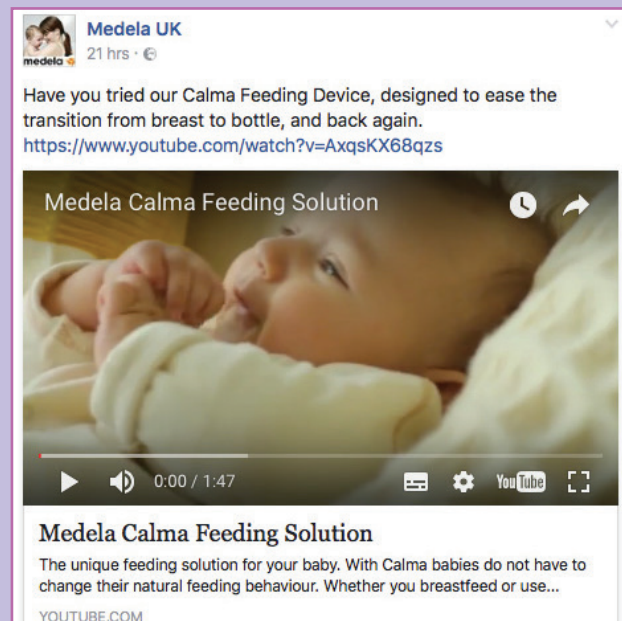 Medela UK
21 hrs ·
medela
Have you tried our Calma Feeding Device, designed to ease the
transition from breast to bottle, and back again.
https://www.youtube.com/watch?v=AxqsKX68qzs
Medela Calma Feeding Solution
0:00 / 1:47
YouTube
Medela Calma Feeding Solution
The unique feeding solution for your baby. With Calma babies do not have to
change their natural feeding behaviour. Whether you breastfeed or use...
YOUTUBE.COM